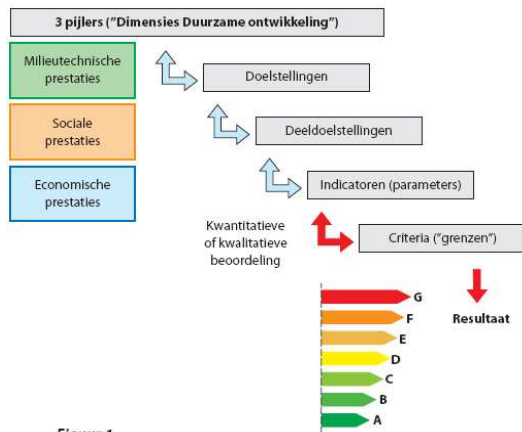 3 pijlers ("Dimensies Duurzame ontwikkeling")
Milieutechnische
prestaties
Doelstellingen
Sociale
prestaties
Deeldoelstellingen
Economische
prestaties
Indicatoren (parameters)
Kwantitatieve
of kwalitatieve
beoordeling
Criteria ("grenzen")
Resultaat
G
F
E
D
C
B
A